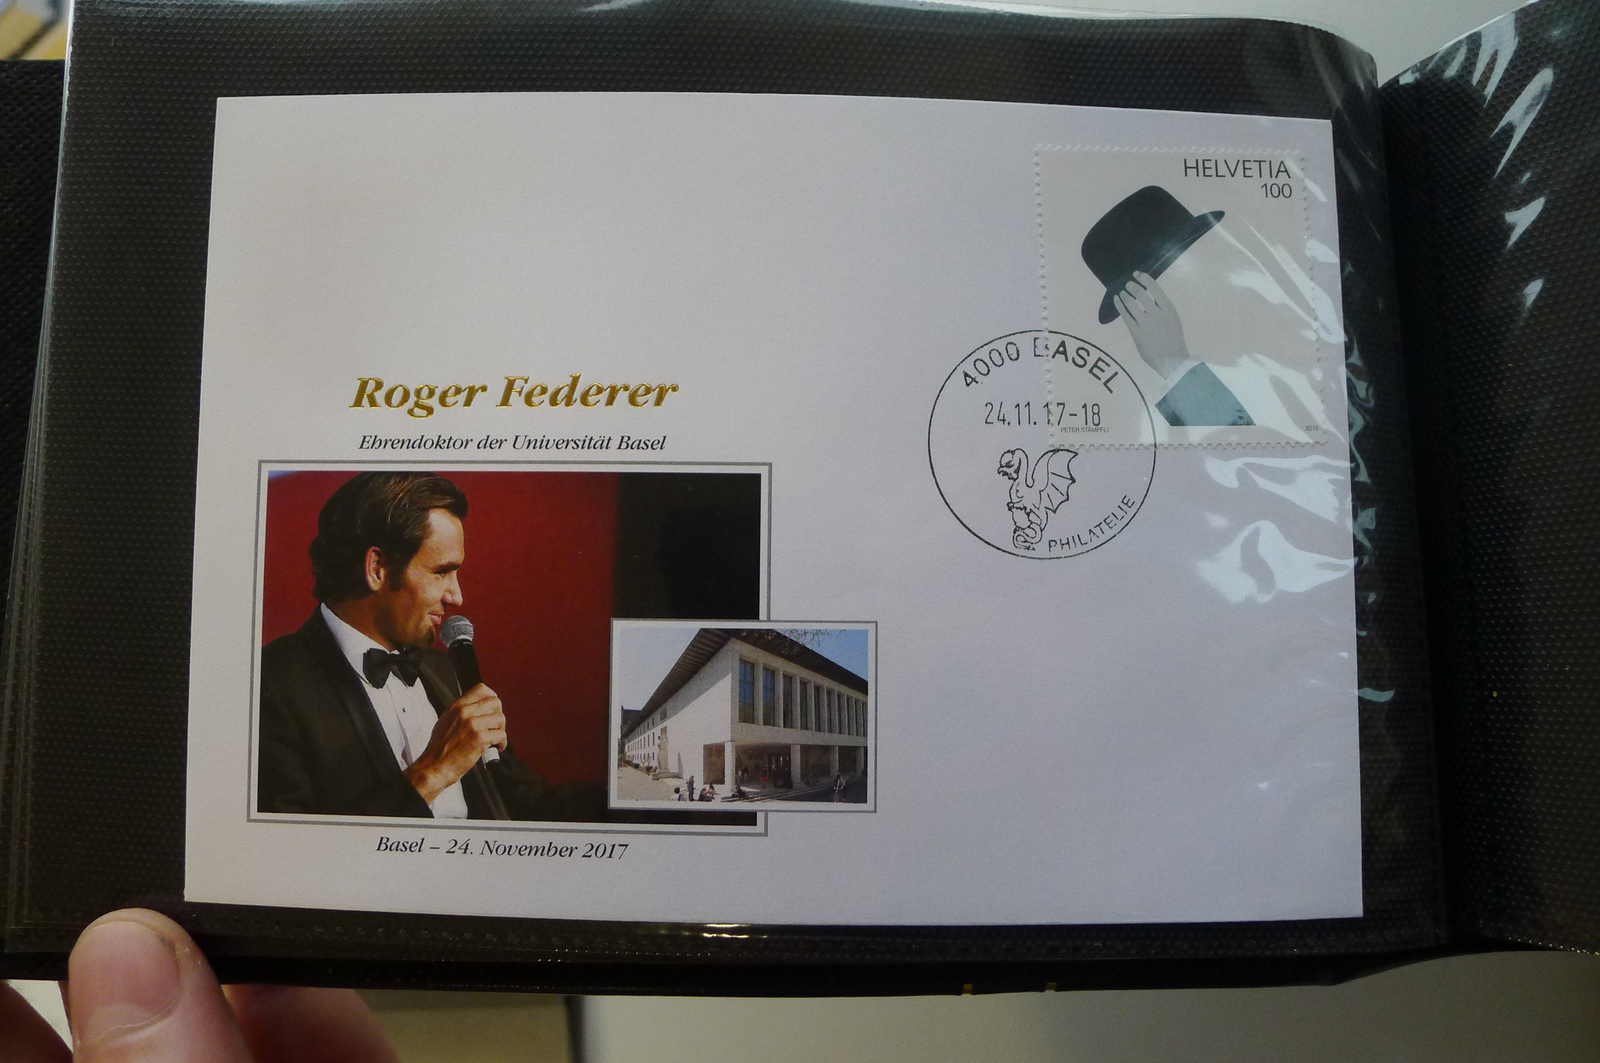 HELVETIA
100
Roger Federer
Ehrendoktor der Universität Basel
4000 BASEL
24.11.17-18
PETER STÄMPFLI
PHILATELIE
Basel – 24. November 2017